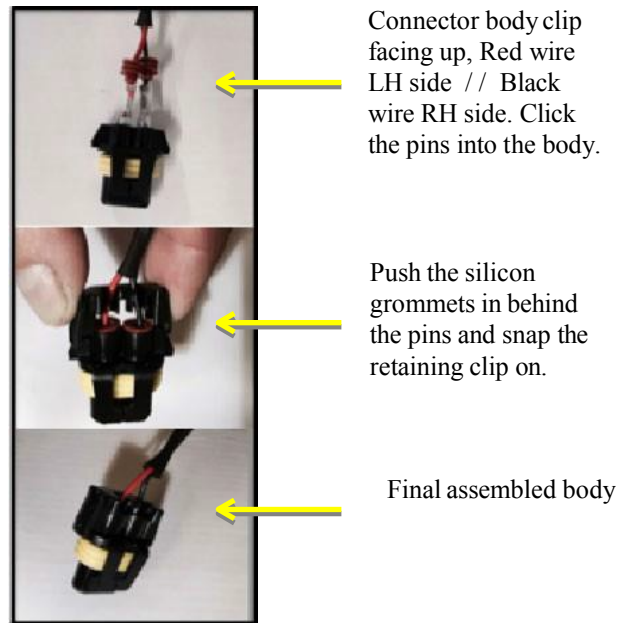 Connector body clip
facing up, Red wire
LH side // Black
wire RH side. Click
the pins into the body.
Push the silicon
grommets in behind
the pins and snap the
retaining clip on.
Final assembled body